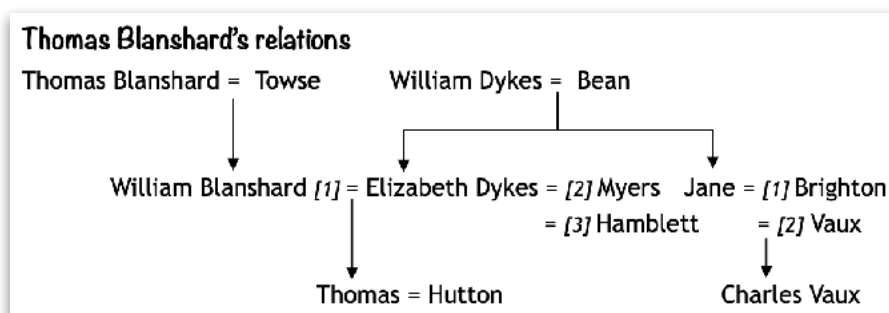 Thomas Blanshard's relations
Thomas Blanshard = Towse William Dykes = Bean
William Blanshard [1] = Elizabeth Dykes = [2] Myers Jane = [1] Brighton
= [3] Hamblett = [2] Vaux
Thomas = Hutton Charles Vaux